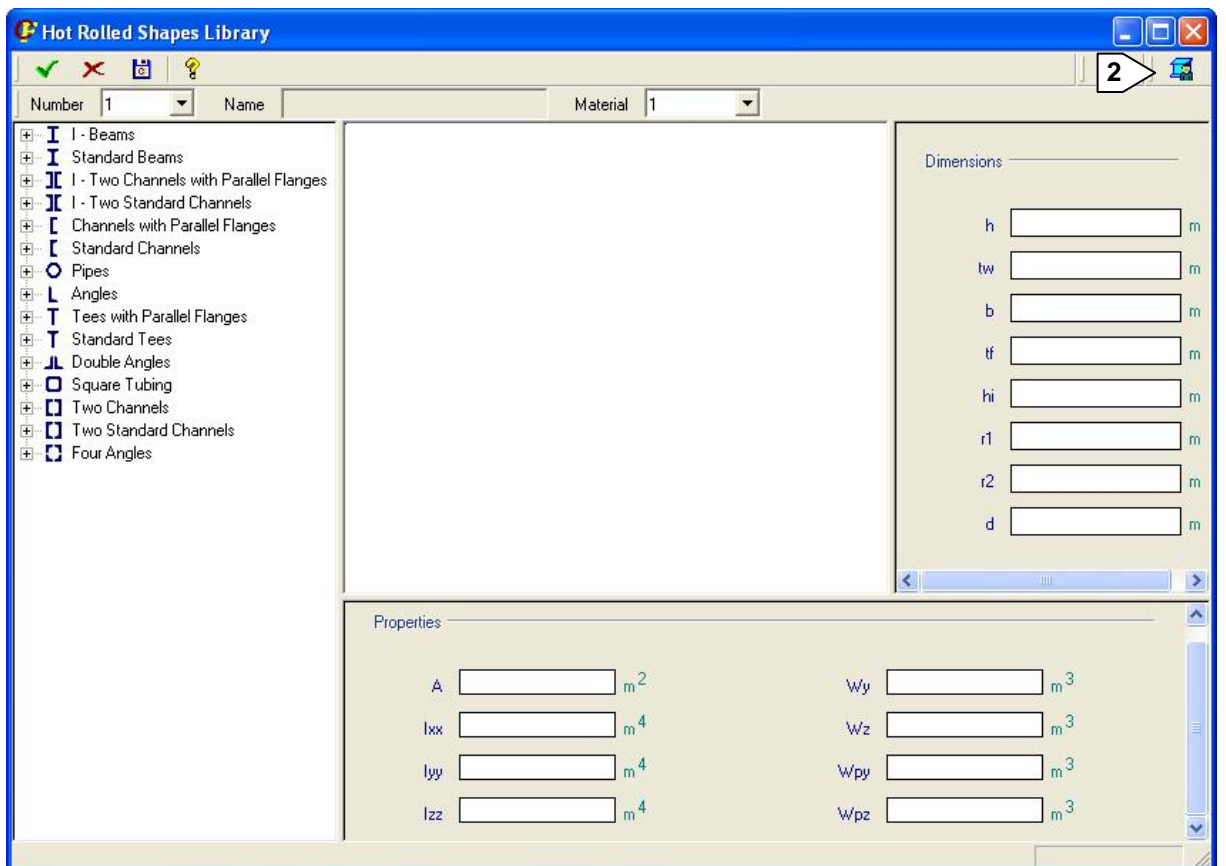 Hot Rolled Shapes Library
2
Number 1 Name Material 1
I - Beams
Standard Beams
I - Two Channels with Parallel Flanges
I - Two Standard Channels
Channels with Parallel Flanges
Standard Channels
Pipes
Angles
Tees with Parallel Flanges
Standard Tees
Double Angles
Square Tubing
Two Channels
Two Standard Channels
Four Angles
Dimensions
h m
tw m
b m
tf m
hi m
r1 m
r2 m
d m
Properties
A m2 Wy m3
Ixx m4 Wz m3
Iyy m4 Wpy m3
Izz m4 Wpz m3